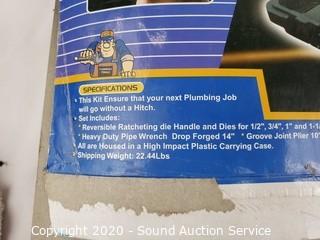 SPECIFICATIONS
• This Kit Ensure that your next Plumbing Job
will go without a Hitch.
• Set Includes:
* Reversible Ratcheting die Handle and Dies for 1/2", 3/4", 1" and 1-1
* Heavy Duty Pipe Wrench Drop Forged 14" * Groove Joint Plier 10"
• All are Housed in a High Impact Plastic Carrying Case.
• Shipping Weight: 22.44Lbs
Copyright © 2020 - Sound Auction Service